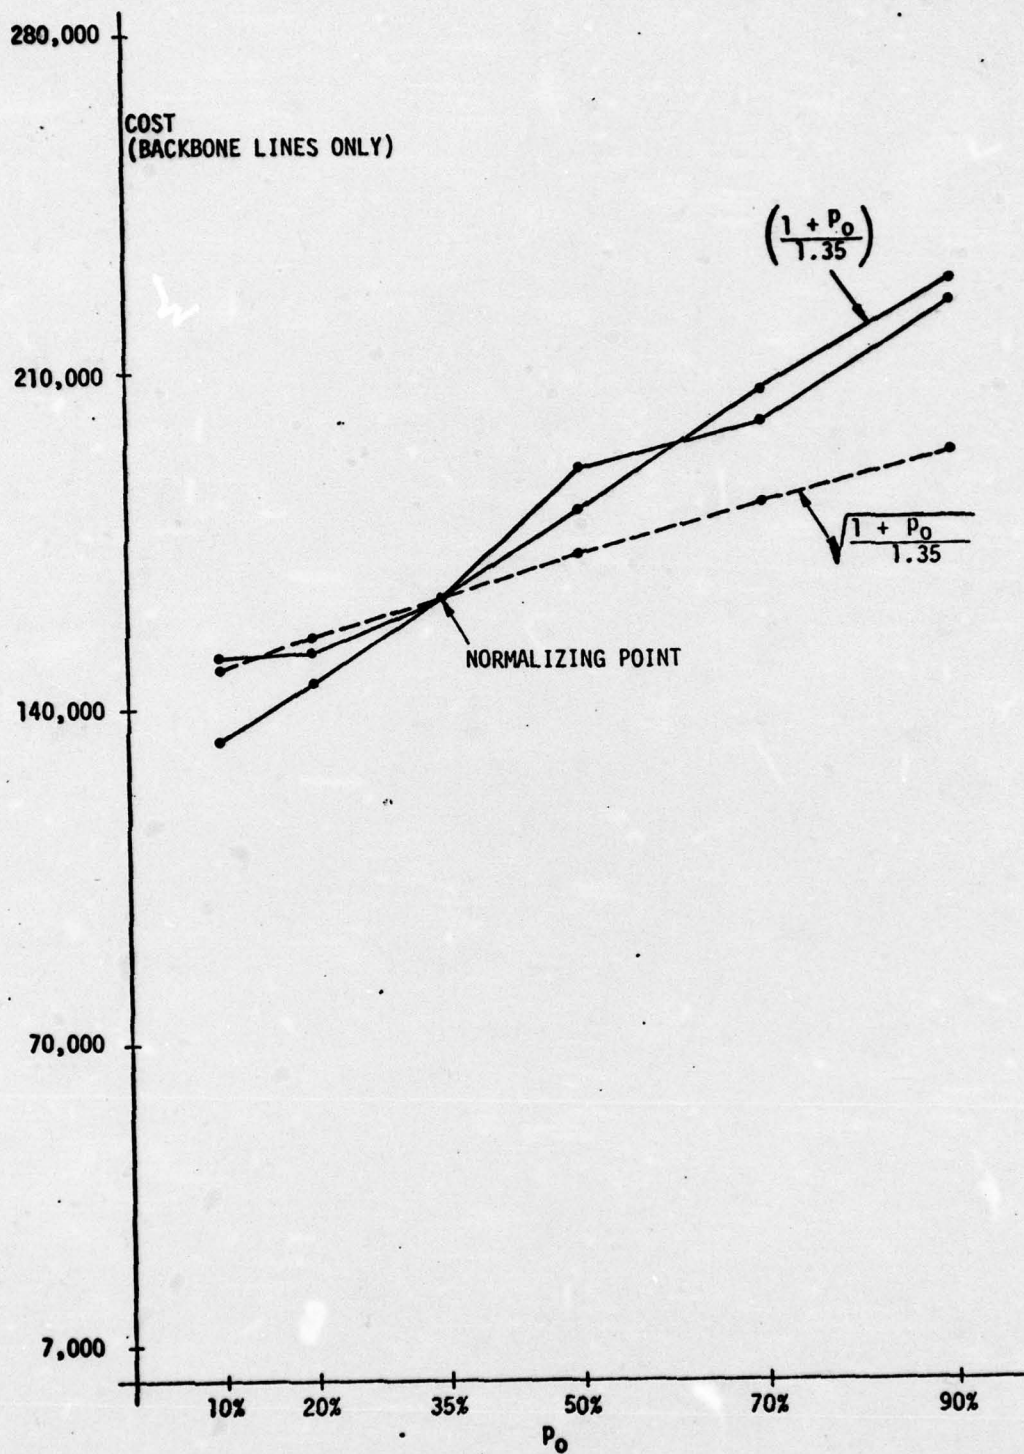 280,000
COST
(BACKBONE LINES ONLY)
(1 + P₀
1.35)
210,000
√1 + P₀
1.35
NORMALIZING POINT
140,000
70,000
7,000
10% 20% 35% 50% 70% 90%
P₀